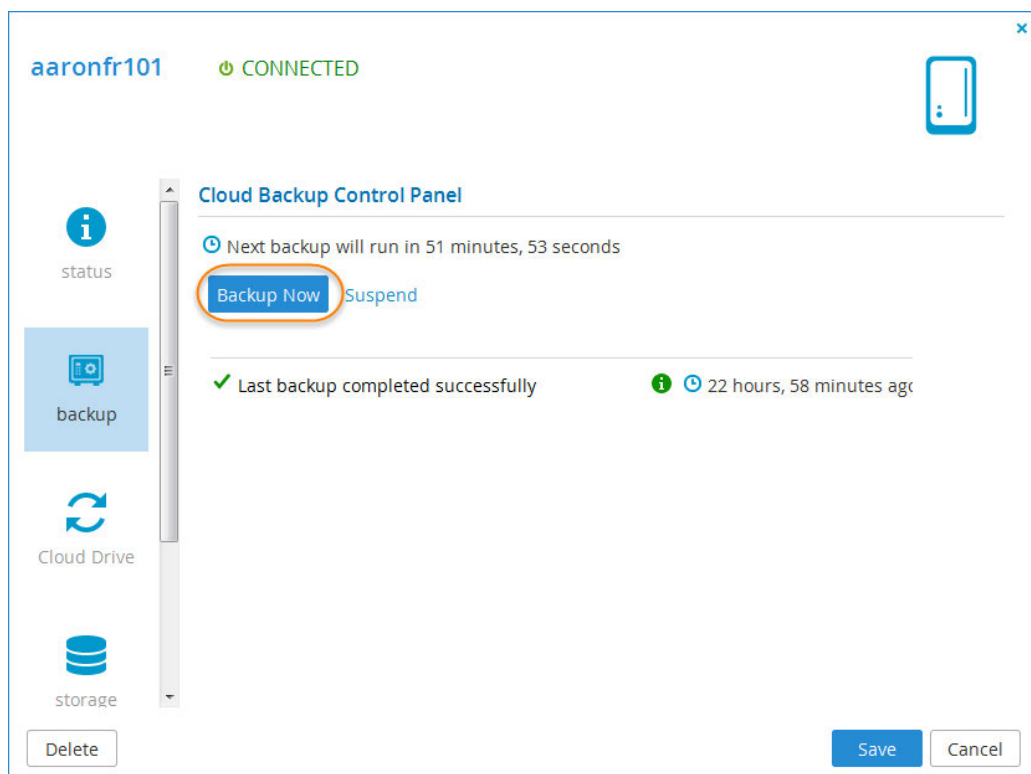 aaronfr101 CONNECTED
status
backup
Cloud Drive
storage
Cloud Backup Control Panel
Next backup will run in 51 minutes, 53 seconds
Backup Now Suspend
Last backup completed successfully 22 hours, 58 minutes ago
Delete Save Cancel